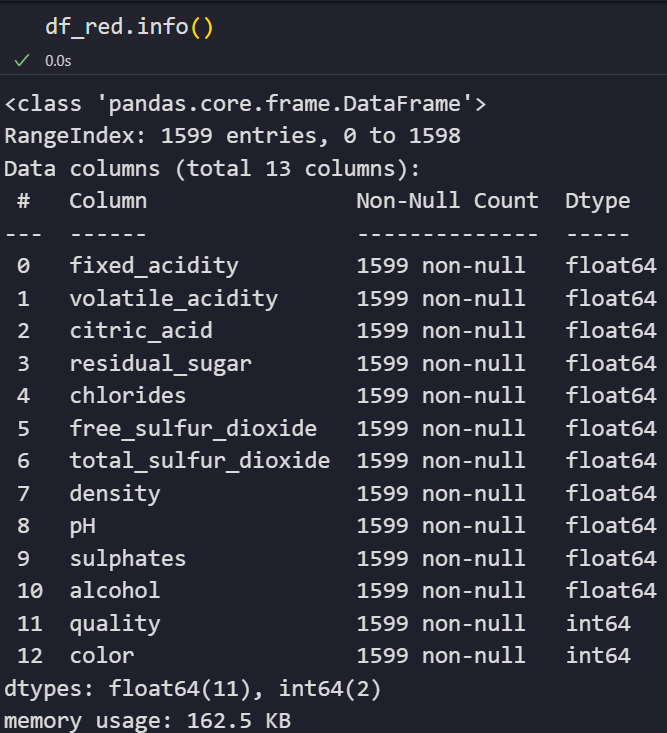 df_red.info()
✓ 0.0s
<class 'pandas.core.frame.DataFrame'>
RangeIndex: 1599 entries, 0 to 1598
Data columns (total 13 columns):
 #   Column                Non-Null Count  Dtype
---  ------                --------------  -----
 0   fixed_acidity         1599 non-null   float64
 1   volatile_acidity      1599 non-null   float64
 2   citric_acid           1599 non-null   float64
 3   residual_sugar        1599 non-null   float64
 4   chlorides             1599 non-null   float64
 5   free_sulfur_dioxide   1599 non-null   float64
 6   total_sulfur_dioxide  1599 non-null   float64
 7   density               1599 non-null   float64
 8   pH                    1599 non-null   float64
 9   sulphates             1599 non-null   float64
 10  alcohol               1599 non-null   float64
 11  quality               1599 non-null   int64
 12  color                 1599 non-null   int64
dtypes: float64(11), int64(2)
memory usage: 162.5 KB